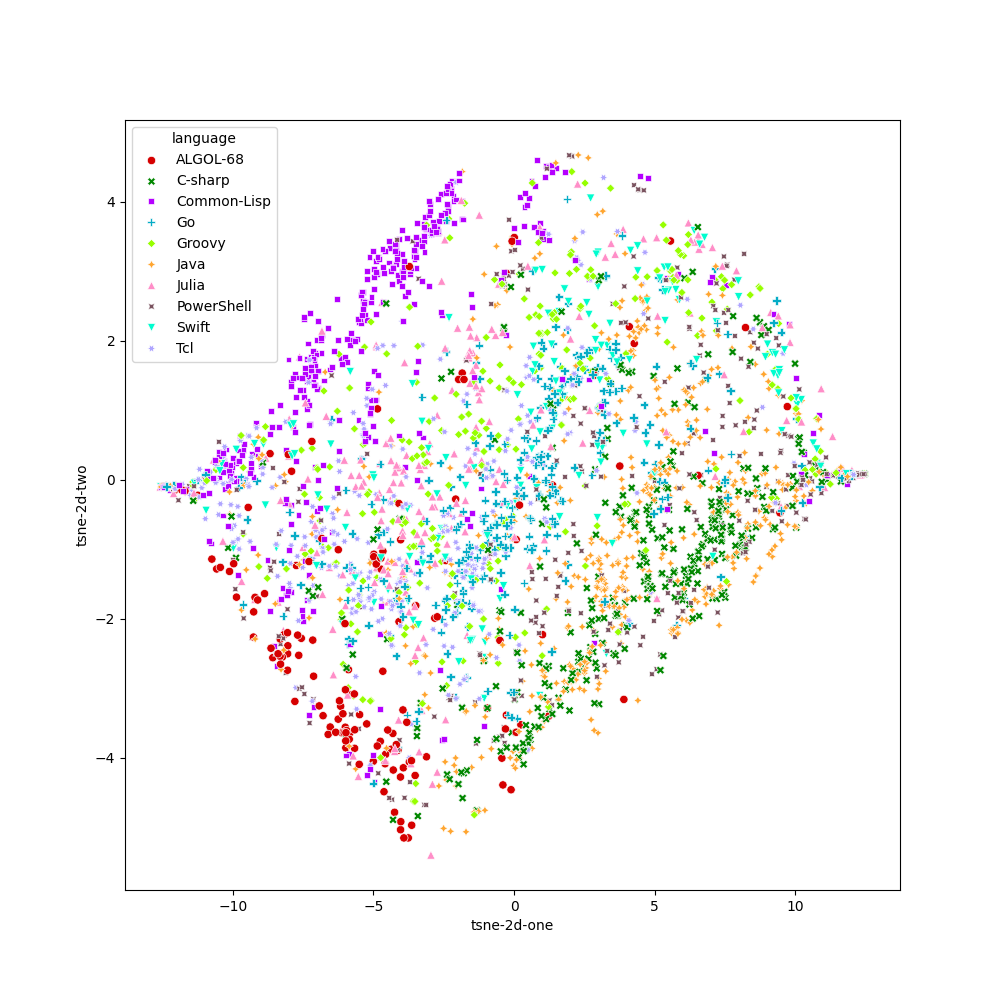 language
ALGOL-68
C-sharp
Common-Lisp
Go
Groovy
Java
Julia
PowerShell
Swift
Tcl
4
2
0
−2
−4
tsne-2d-two
−10
−5
0
5
10
tsne-2d-one